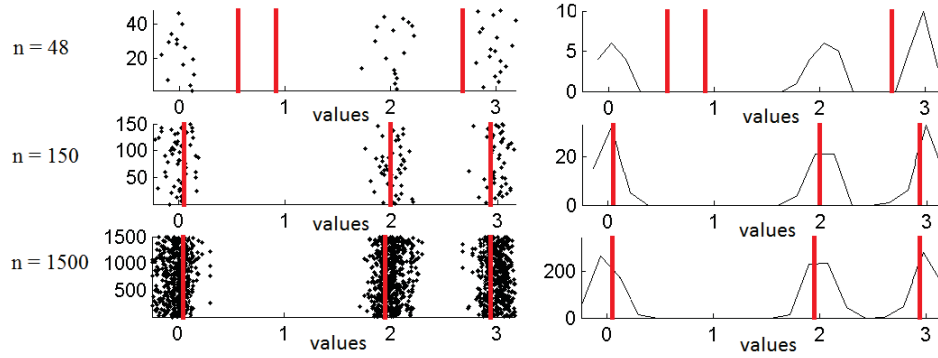 n = 48
40
20
0 1 2 3
values
10
5
0
0 1 2 3
values
n = 150
150
100
50
0 1 2 3
values
20
0
0 1 2 3
values
n = 1500
1500
1000
500
0 1 2 3
values
200
0
0 1 2 3
values